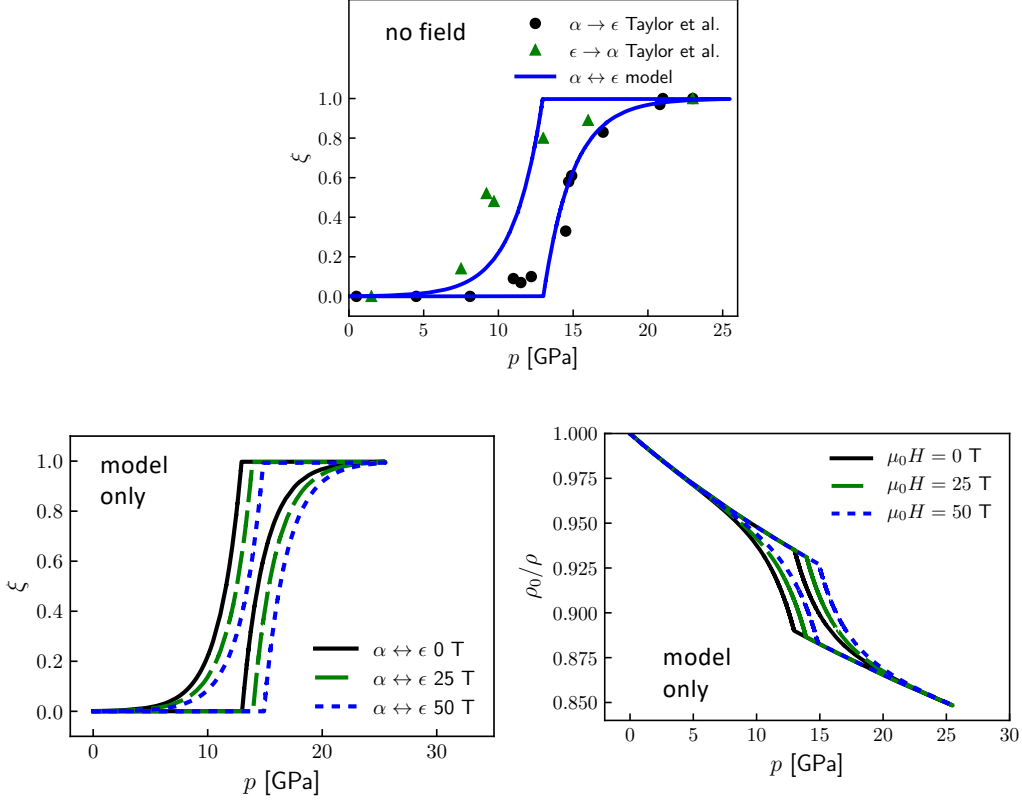 no field
α → ϵ Taylor et al.
ϵ → α Taylor et al.
α ↔ ϵ model
1.0
0.8
0.6
0.4
0.2
0.0
ξ
0 5 10 15 20 25
p [GPa]
model
only
α ↔ ϵ 0 T
α ↔ ϵ 25 T
α ↔ ϵ 50 T
1.0
0.8
0.6
0.4
0.2
0.0
ξ
0 10 20 30
p [GPa]
μ₀H = 0 T
μ₀H = 25 T
μ₀H = 50 T
model
only
1.000
0.975
0.950
0.925
0.900
0.875
0.850
ρ₀/ρ
0 5 10 15 20 25 30
p [GPa]